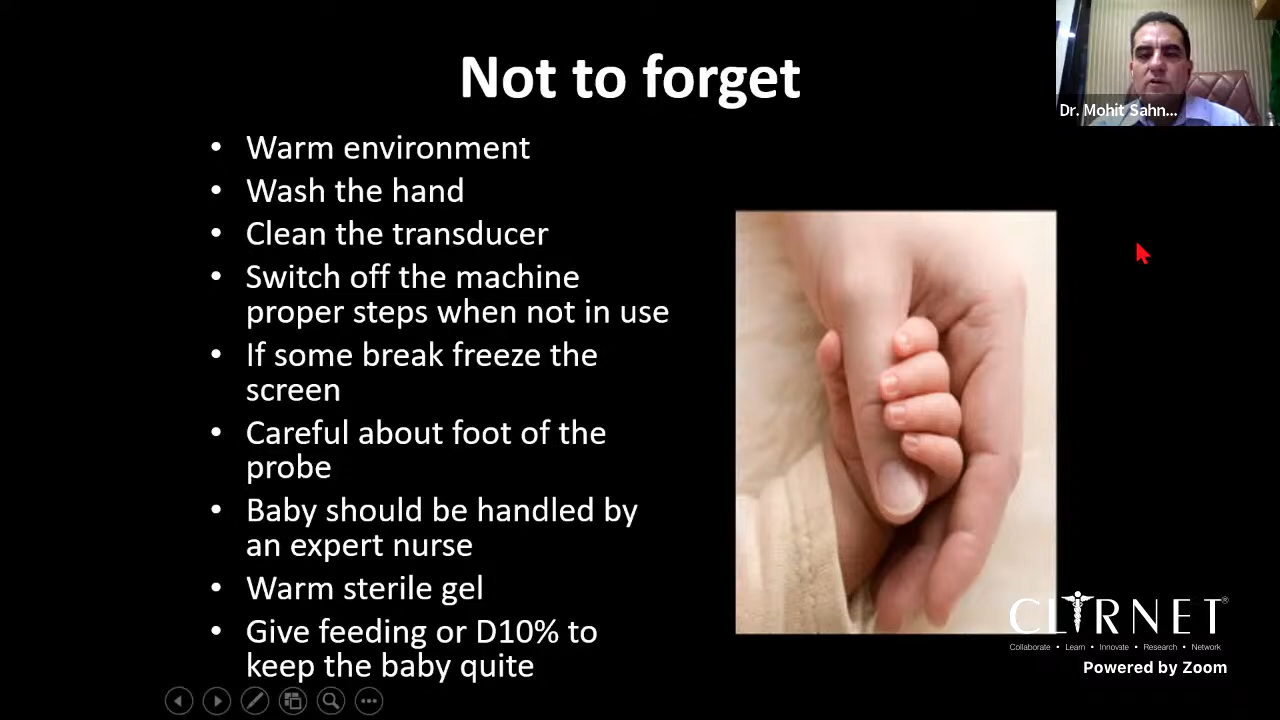 Not to forget
Dr. Mohit Sahn...
• Warm environment
• Wash the hand
• Clean the transducer
• Switch off the machine
proper steps when not in use
• If some break freeze the
screen
• Careful about foot of the
probe
• Baby should be handled by
an expert nurse
• Warm sterile gel
• Give feeding or D10% to
keep the baby quite
CLIRNET®
Collaborate • Learn • Innovate • Research • Network
Powered by Zoom